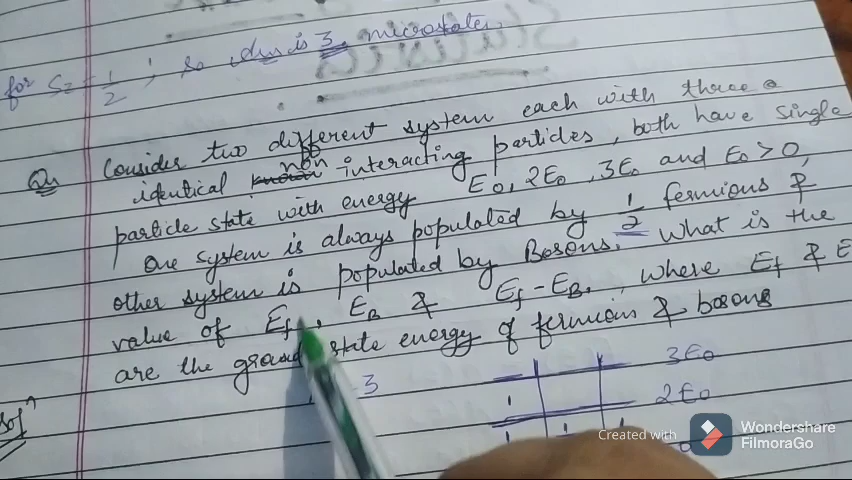 for Sz = -1/2 ; so this is 3 microstates
Qn Consider two different system each with three
identical non interacting particles, both have single
particle state with energy E0, 2E0, 3E0 and E0 > 0,
One system is always populated by 1/2 fermions &
other system is populated by Bosons. What is the
value of Ef, EB & Ef - EB, where Ef & E
are the ground state energy of fermions & bosons
3E0
3
2E0
Soln
Created with
Wondershare
FilmoraGo